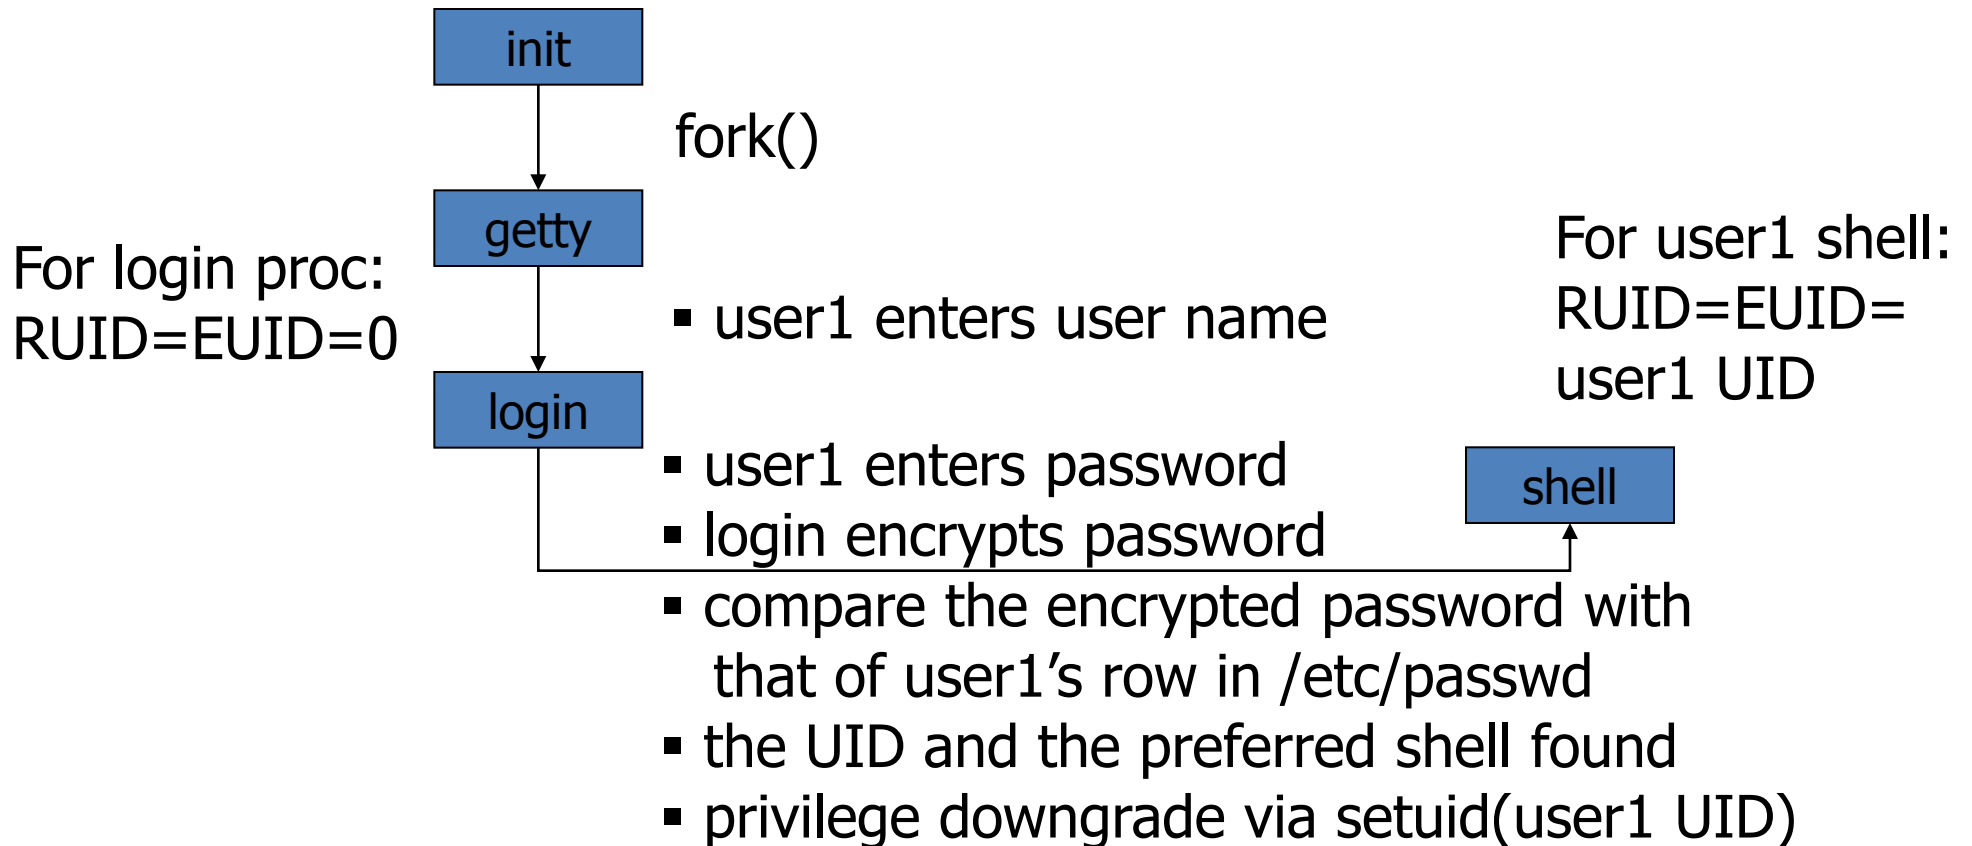 init
fork()
getty
For login proc:
RUID=EUID=0
For user1 shell:
RUID=EUID=
user1 UID
▪ user1 enters user name
login
▪ user1 enters password
shell
▪ login encrypts password
▪ compare the encrypted password with
that of user1’s row in /etc/passwd
▪ the UID and the preferred shell found
▪ privilege downgrade via setuid(user1 UID)